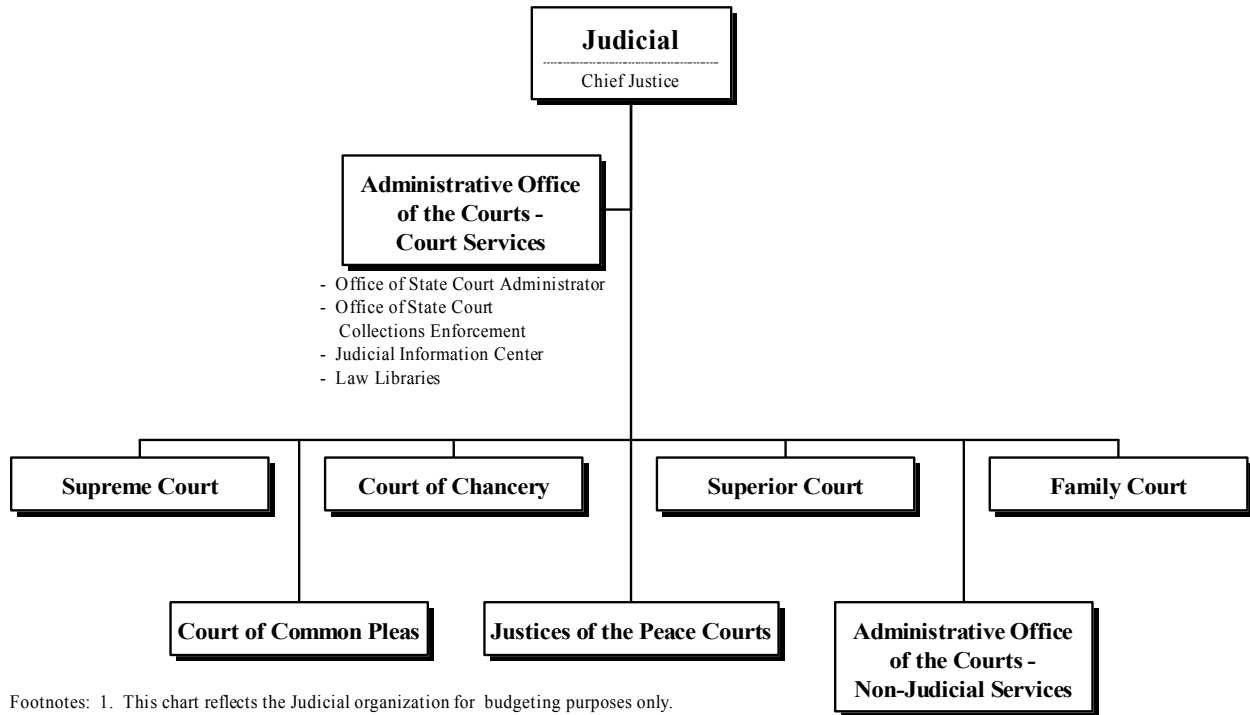 Judicial
Chief Justice
Administrative Office
of the Courts -
Court Services
- Office of State Court Administrator
- Office of State Court
Collections Enforcement
- Judicial Information Center
- Law Libraries
Supreme Court
Court of Chancery
Superior Court
Family Court
Court of Common Pleas
Justices of the Peace Courts
Administrative Office
of the Courts -
Non-Judicial Services
Footnotes: 1. This chart reflects the Judicial organization for budgeting purposes only.